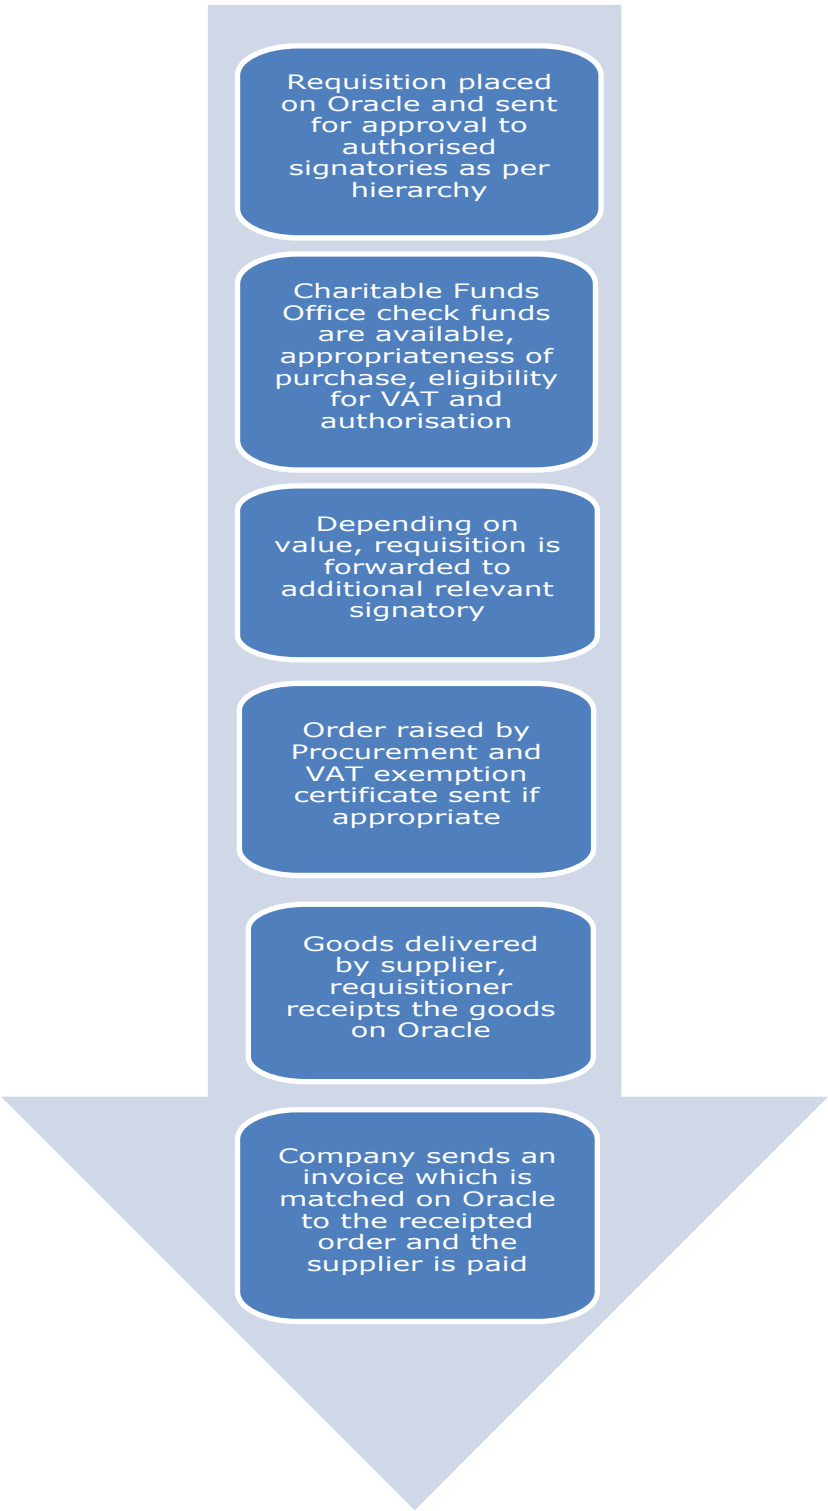 Requisition placed
on Oracle and sent
for approval to
authorised
signatories as per
hierarchy
Charitable Funds
Office check funds
are available,
appropriateness of
purchase, eligibility
for VAT and
authorisation
Depending on
value, requisition is
forwarded to
additional relevant
signatory
Order raised by
Procurement and
VAT exemption
certificate sent if
appropriate
Goods delivered
by supplier,
requisitioner
receipts the goods
on Oracle
Company sends an
invoice which is
matched on Oracle
to the receipted
order and the
supplier is paid